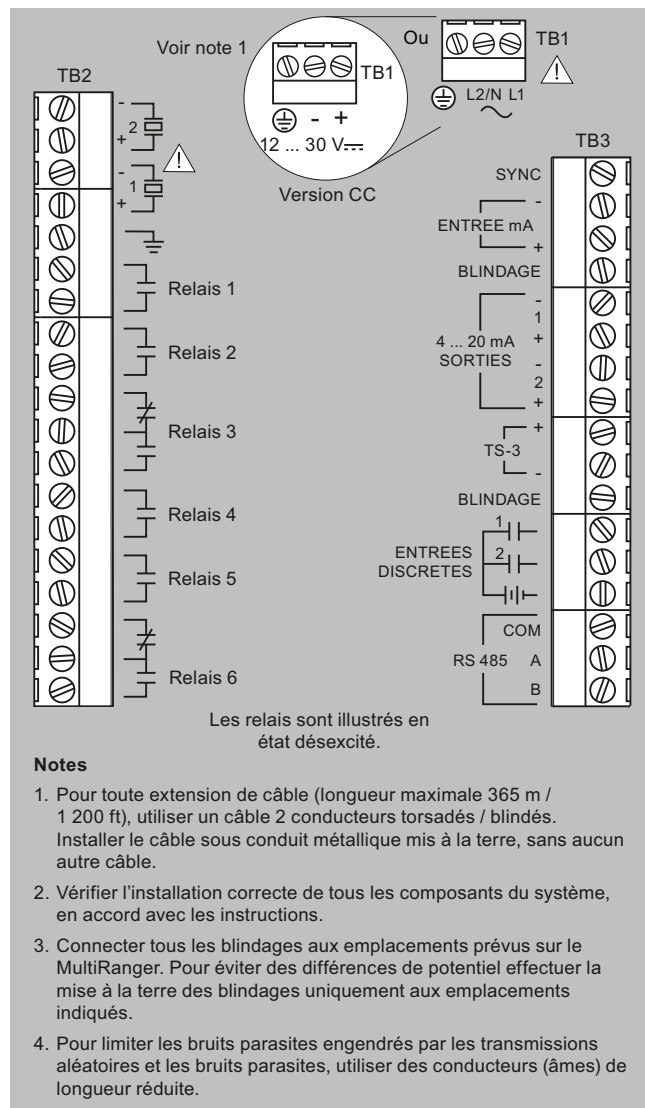 Voir note 1
Ou
TB1
TB1
L2/N L1
- +
12 ... 30 V
Version CC
TB2
-
2
+
-
1
+
Relais 1
Relais 2
Relais 3
Relais 4
Relais 5
Relais 6
TB3
SYNC
-
ENTREE mA
+
BLINDAGE
-
1
4 ... 20 mA
+
SORTIES
-
2
+
+
TS-3
-
BLINDAGE
1
ENTREES
2
DISCRETES
COM
RS 485 A
B
Les relais sont illustrés en
état désexcité.
Notes
1. Pour toute extension de câble (longueur maximale 365 m /
1 200 ft), utiliser un câble 2 conducteurs torsadés / blindés.
Installer le câble sous conduit métallique mis à la terre, sans aucun
autre câble.
2. Vérifier l’installation correcte de tous les composants du système,
en accord avec les instructions.
3. Connecter tous les blindages aux emplacements prévus sur le
MultiRanger. Pour éviter des différences de potentiel effectuer la
mise à la terre des blindages uniquement aux emplacements
indiqués.
4. Pour limiter les bruits parasites engendrés par les transmissions
aléatoires et les bruits parasites, utiliser des conducteurs (âmes) de
longueur réduite.